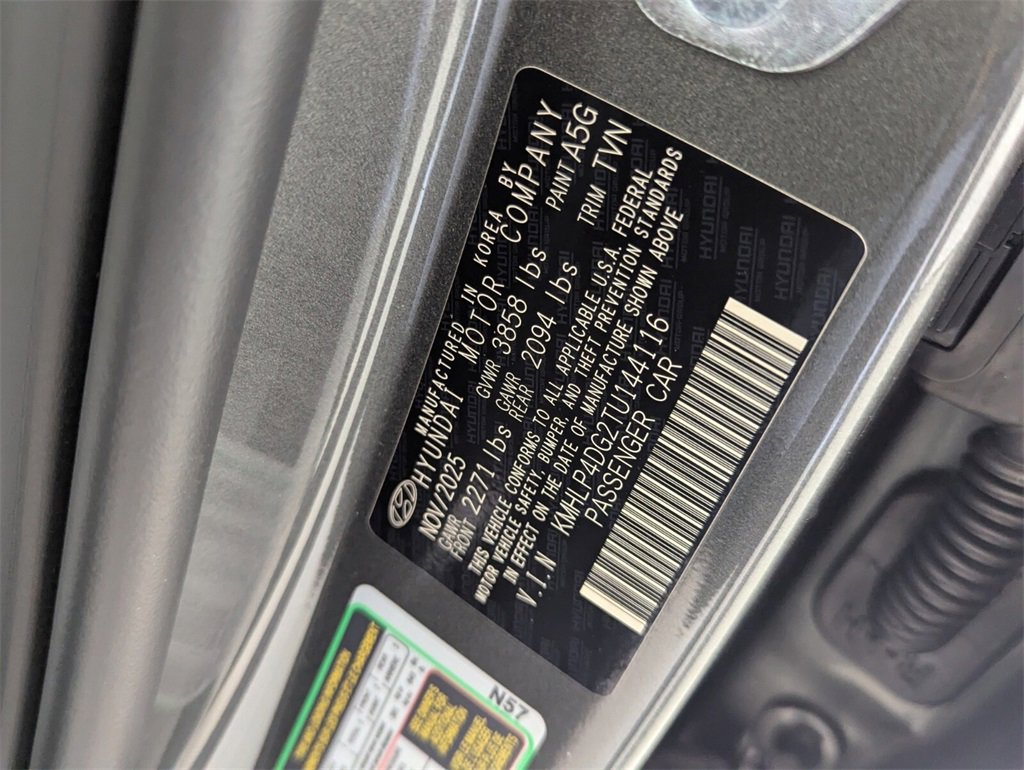 MANUFACTURED IN KOREA BY
HYUNDAI MOTOR COMPANY
NOV/2025 GVWR 3858 lbs PAINT A5G
GAWR FRONT 2271 lbs GAWR REAR 2094 lbs TRIM TVN
THIS VEHICLE CONFORMS TO ALL APPLICABLE U.S.A. FEDERAL
MOTOR VEHICLE SAFETY, BUMPER AND THEFT PREVENTION STANDARDS
IN EFFECT ON THE DATE OF MANUFACTURE SHOWN ABOVE
V.I.N KMHLP4DG2TU144116
PASSENGER CAR
N57